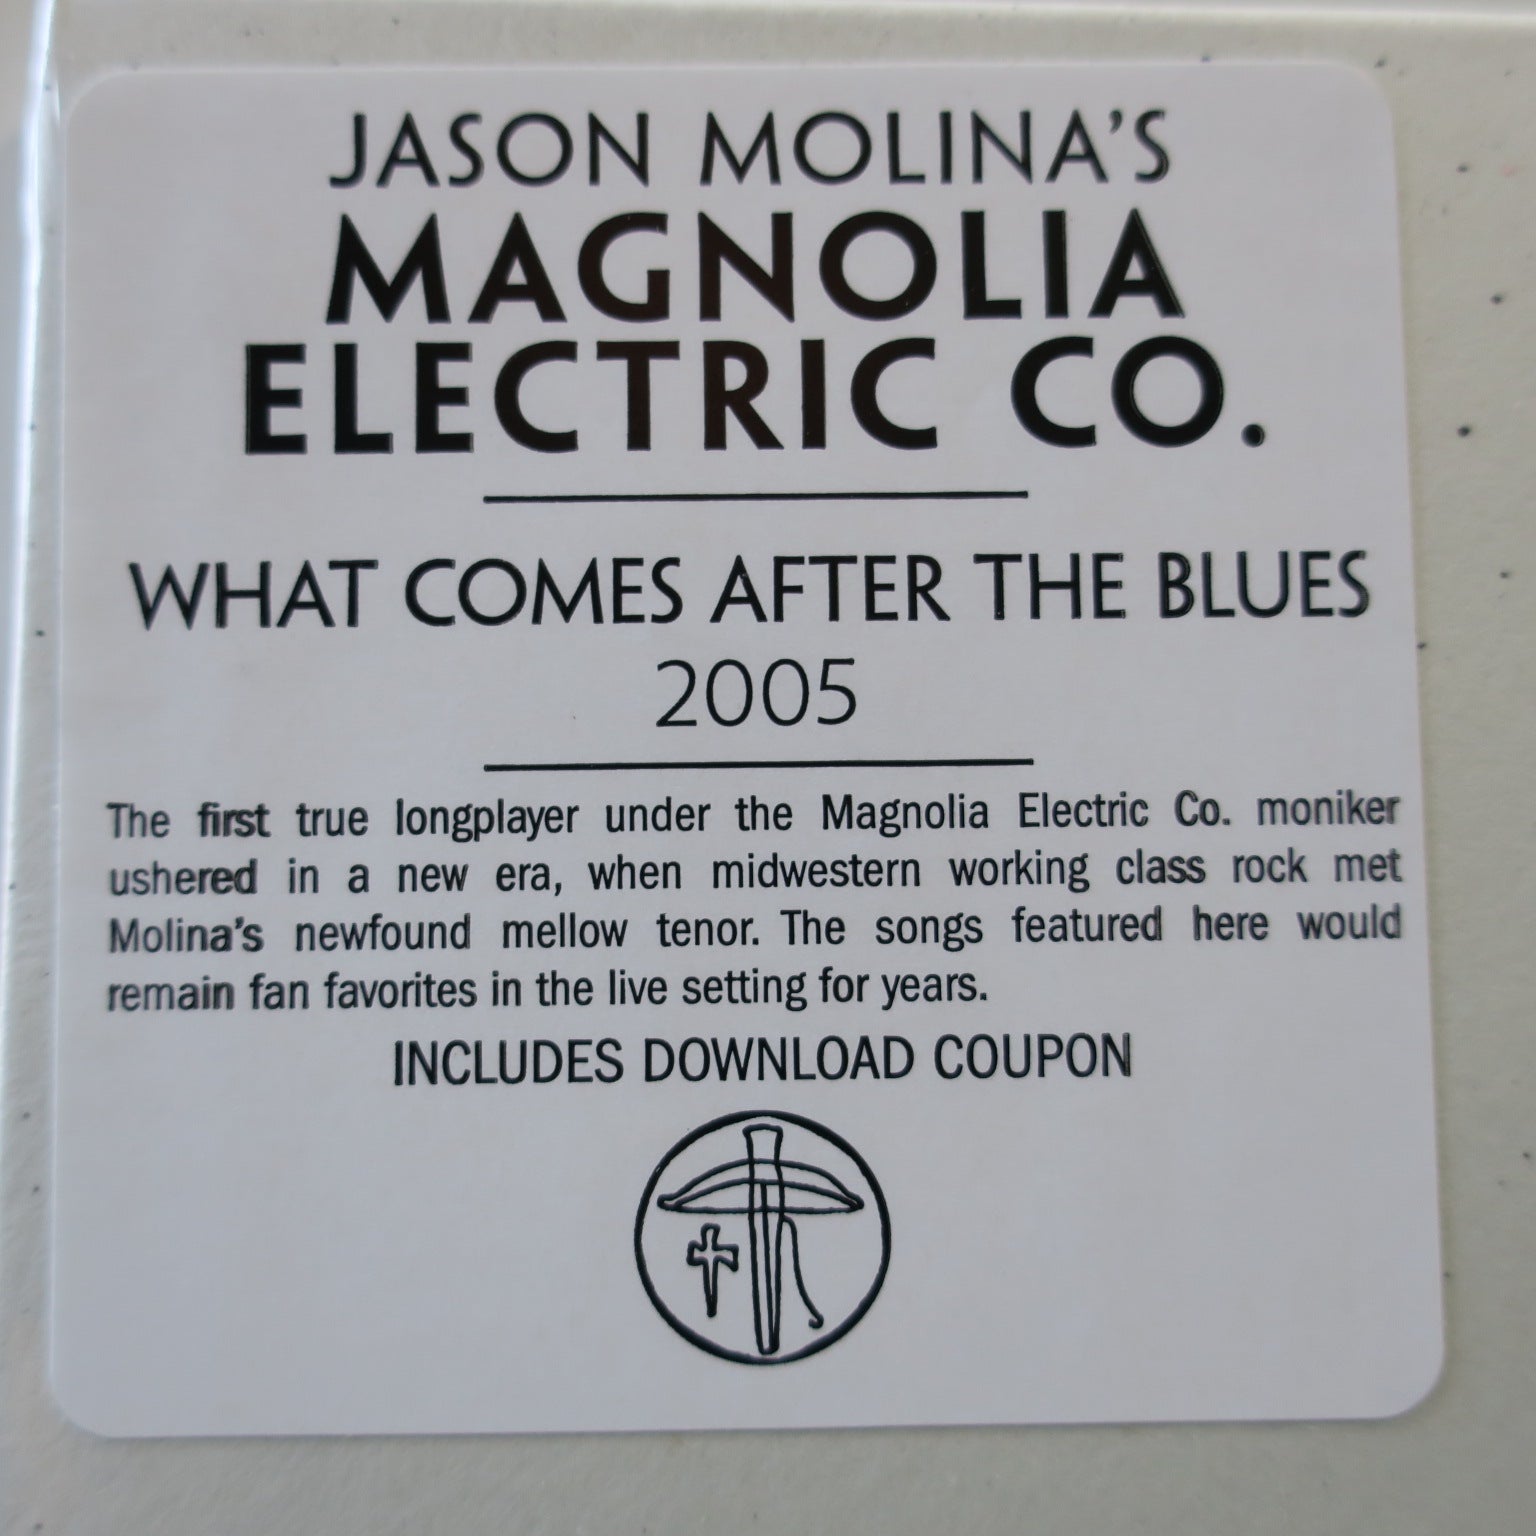 JASON MOLINA'S
MAGNOLIA
ELECTRIC CO.
WHAT COMES AFTER THE BLUES
2005
The first true longplayer under the Magnolia Electric Co. moniker
ushered in a new era, when midwestern working class rock met
Molina's newfound mellow tenor. The songs featured here would
remain fan favorites in the live setting for years.
INCLUDES DOWNLOAD COUPON